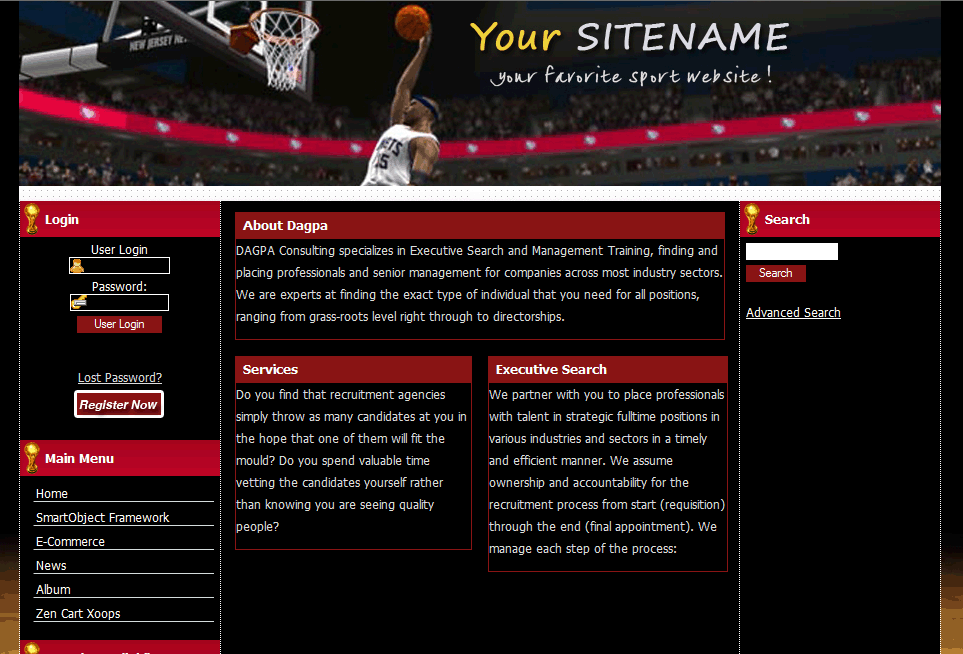 NEW JERSEY NE
Your SITENAME
your favorite sport website !
NETS
15
Login
User Login
Password:
User Login
Lost Password?
Register Now
Main Menu
Home
SmartObject Framework
E-Commerce
News
Album
Zen Cart Xoops
About Dagpa
DAGPA Consulting specializes in Executive Search and Management Training, finding and
placing professionals and senior management for companies across most industry sectors.
We are experts at finding the exact type of individual that you need for all positions,
ranging from grass-roots level right through to directorships.
Services
Do you find that recruitment agencies
simply throw as many candidates at you in
the hope that one of them will fit the
mould? Do you spend valuable time
vetting the candidates yourself rather
than knowing you are seeing quality
people?
Executive Search
We partner with you to place professionals
with talent in strategic fulltime positions in
various industries and sectors in a timely
and efficient manner. We assume
ownership and accountability for the
recruitment process from start (requisition)
through the end (final appointment). We
manage each step of the process:
Search
Search
Advanced Search